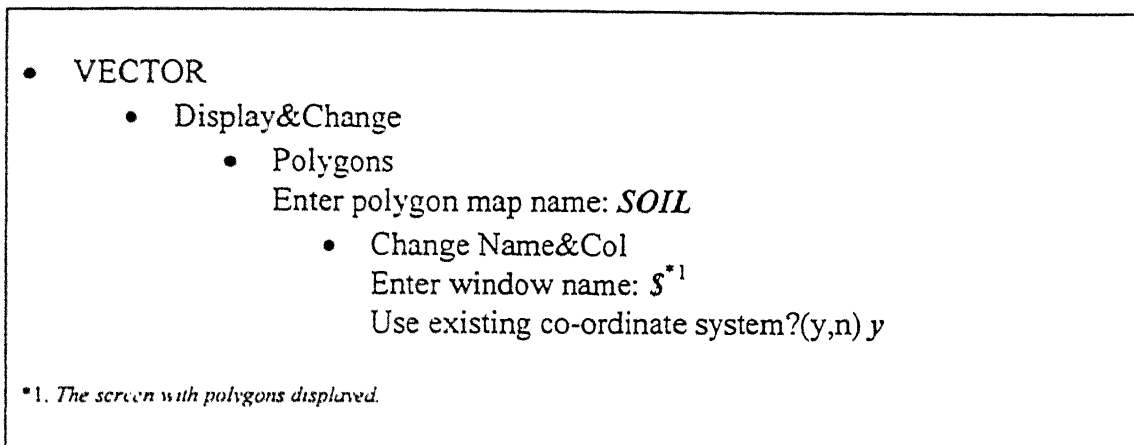 • VECTOR
• Display&Change
• Polygons
Enter polygon map name: SOIL
• Change Name&Col
Enter window name: $*1
Use existing co-ordinate system?(y,n) y
*1. The screen with polygons displayed.